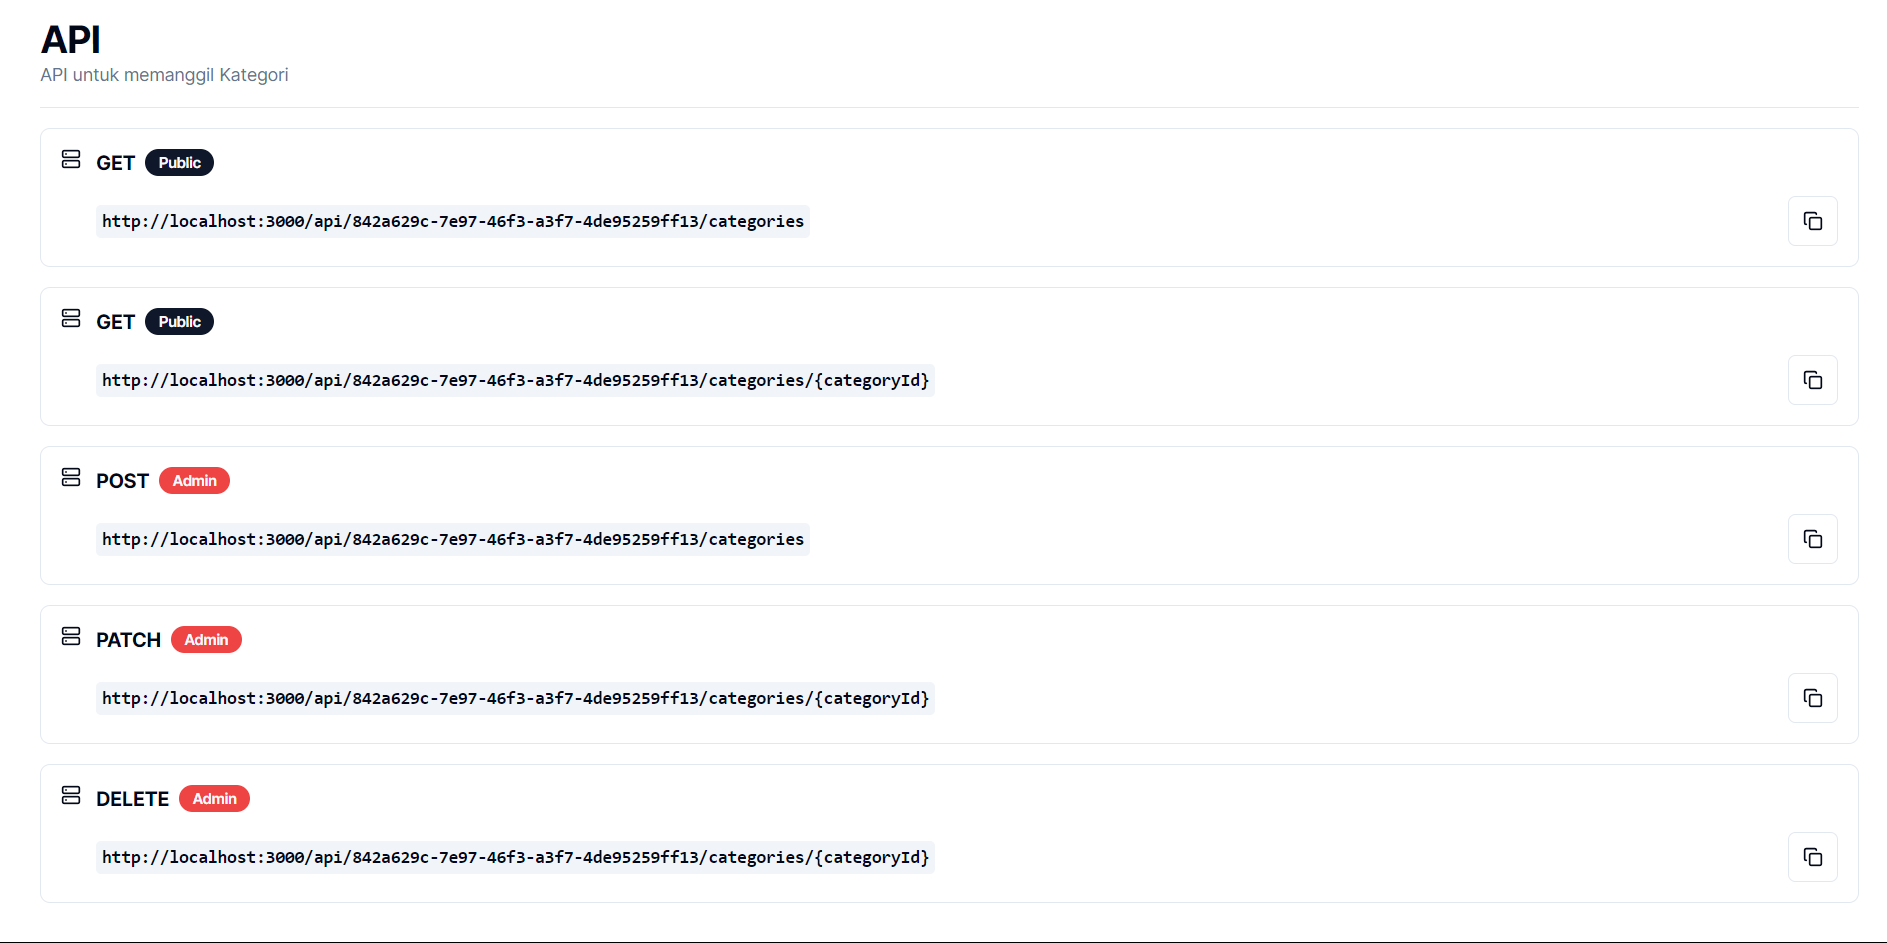 API
API untuk memanggil Kategori
GET Public
http://localhost:3000/api/842a629c-7e97-46f3-a3f7-4de95259ff13/categories
GET Public
http://localhost:3000/api/842a629c-7e97-46f3-a3f7-4de95259ff13/categories/{categoryId}
POST Admin
http://localhost:3000/api/842a629c-7e97-46f3-a3f7-4de95259ff13/categories
PATCH Admin
http://localhost:3000/api/842a629c-7e97-46f3-a3f7-4de95259ff13/categories/{categoryId}
DELETE Admin
http://localhost:3000/api/842a629c-7e97-46f3-a3f7-4de95259ff13/categories/{categoryId}